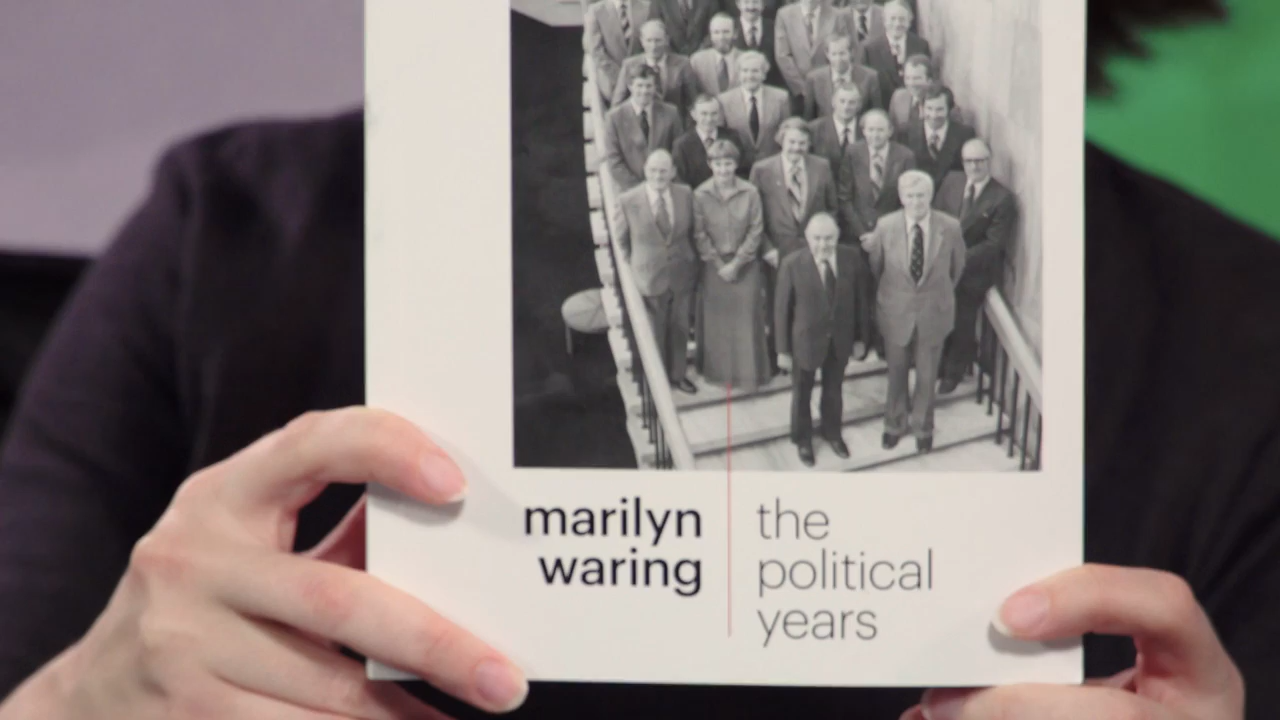 marilyn
waring
the
political
years